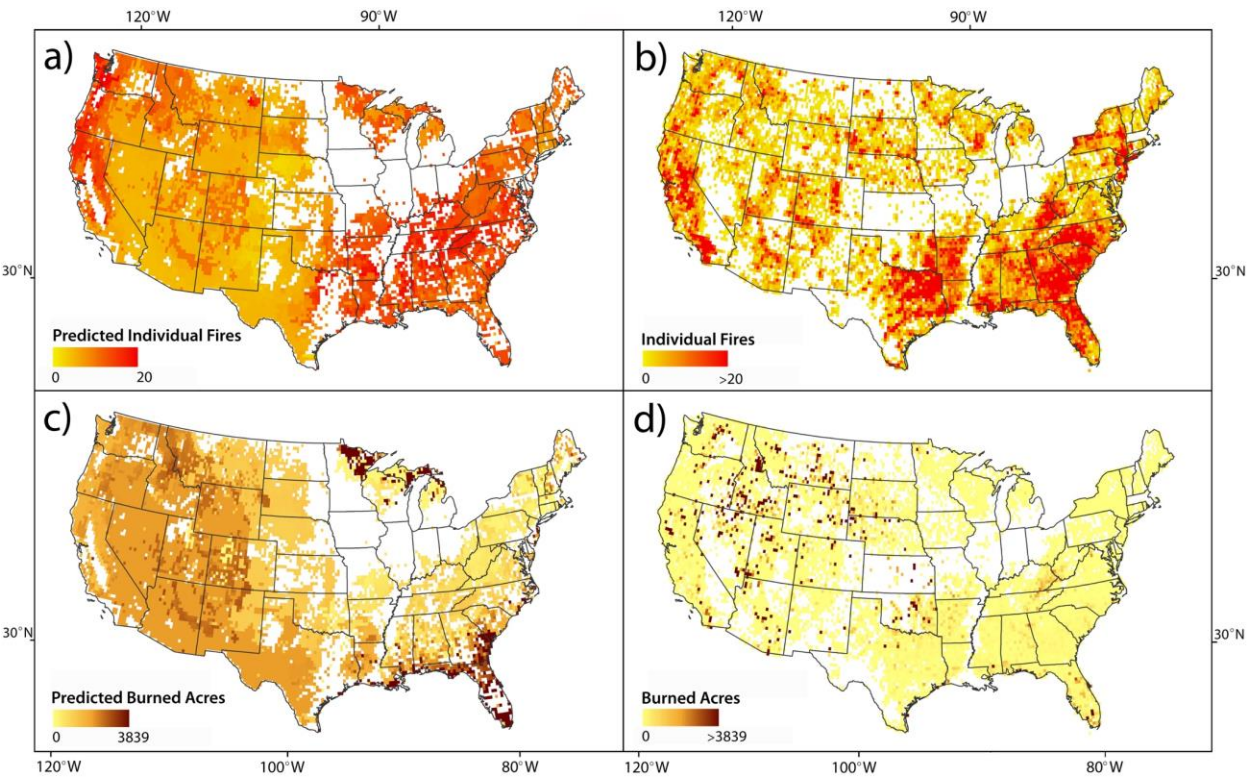 120°W 90°W 120°W 90°W
a) b)
30°N 30°N
Predicted Individual Fires
0 20
Individual Fires
0 >20
c) d)
30°N 30°N
Predicted Burned Acres
0 3839
Burned Acres
0 >3839
120°W 100°W 80°W 120°W 100°W 80°W